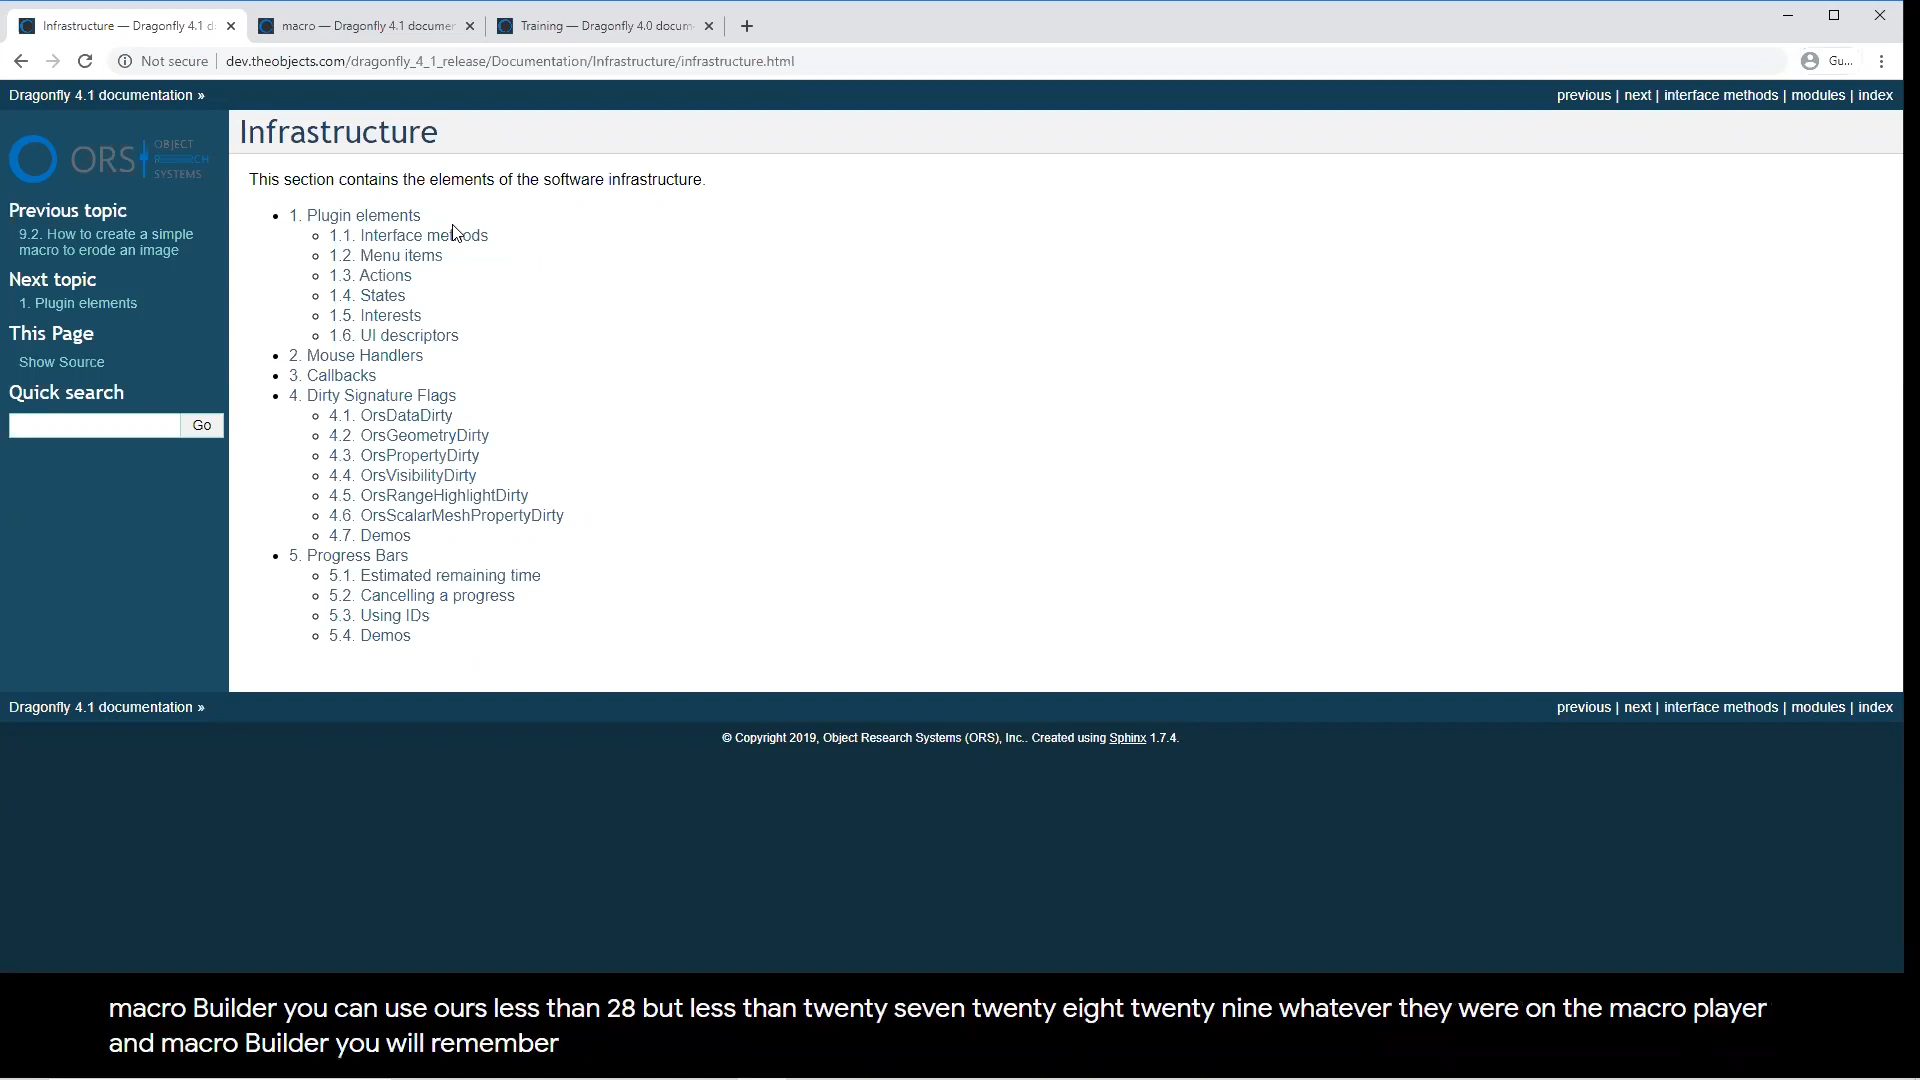 Infrastructure — Dragonfly 4.1 d
macro — Dragonfly 4.1 documen
Training — Dragonfly 4.0 docum
Not secure
dev.theobjects.com/dragonfly_4_1_release/Documentation/Infrastructure/infrastructure.html
Gu...
Dragonfly 4.1 documentation »
previous | next | interface methods | modules | index
ORS OBJECT RESEARCH SYSTEMS
Previous topic
9.2. How to create a simple
macro to erode an image
Next topic
1. Plugin elements
This Page
Show Source
Quick search
Go
Infrastructure
This section contains the elements of the software infrastructure.
• 1. Plugin elements
1.1. Interface methods
1.2. Menu items
1.3. Actions
1.4. States
1.5. Interests
1.6. UI descriptors
• 2. Mouse Handlers
• 3. Callbacks
• 4. Dirty Signature Flags
4.1. OrsDataDirty
4.2. OrsGeometryDirty
4.3. OrsPropertyDirty
4.4. OrsVisibilityDirty
4.5. OrsRangeHighlightDirty
4.6. OrsScalarMeshPropertyDirty
4.7. Demos
• 5. Progress Bars
5.1. Estimated remaining time
5.2. Cancelling a progress
5.3. Using IDs
5.4. Demos
Dragonfly 4.1 documentation »
previous | next | interface methods | modules | index
© Copyright 2019, Object Research Systems (ORS), Inc.. Created using Sphinx 1.7.4.
macro Builder you can use ours less than 28 but less than twenty seven twenty eight twenty nine whatever they were on the macro player
and macro Builder you will remember